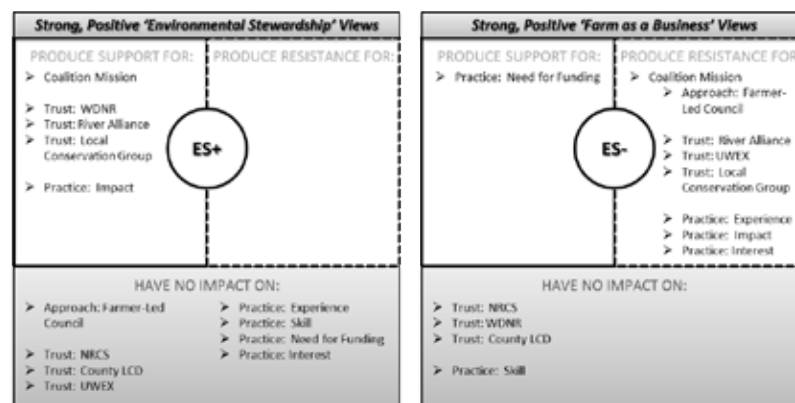 Strong, Positive 'Environmental Stewardship' Views
PRODUCE SUPPORT FOR:
Coalition Mission
Trust: WDNR
Trust: River Alliance
Trust: Local
Conservation Group
Practice: Impact
PRODUCE RESISTANCE FOR:
ES+
HAVE NO IMPACT ON:
Approach: Farmer-Led
Council
Trust: NRCS
Trust: County LCD
Trust: UWEX
Practice: Experience
Practice: Skill
Practice: Need for Funding
Practice: Interest
Strong, Positive 'Farm as a Business' Views
PRODUCE SUPPORT FOR:
Practice: Need for Funding
PRODUCE RESISTANCE FOR
Coalition Mission
Approach: Farmer-
Led Council
Trust: River Alliance
Trust: UWEX
Trust: Local
Conservation Group
Practice: Experience
Practice: Impact
Practice: Interest
ES-
HAVE NO IMPACT ON:
Trust: NRCS
Trust: WDNR
Trust: County LCD
Practice: Skill